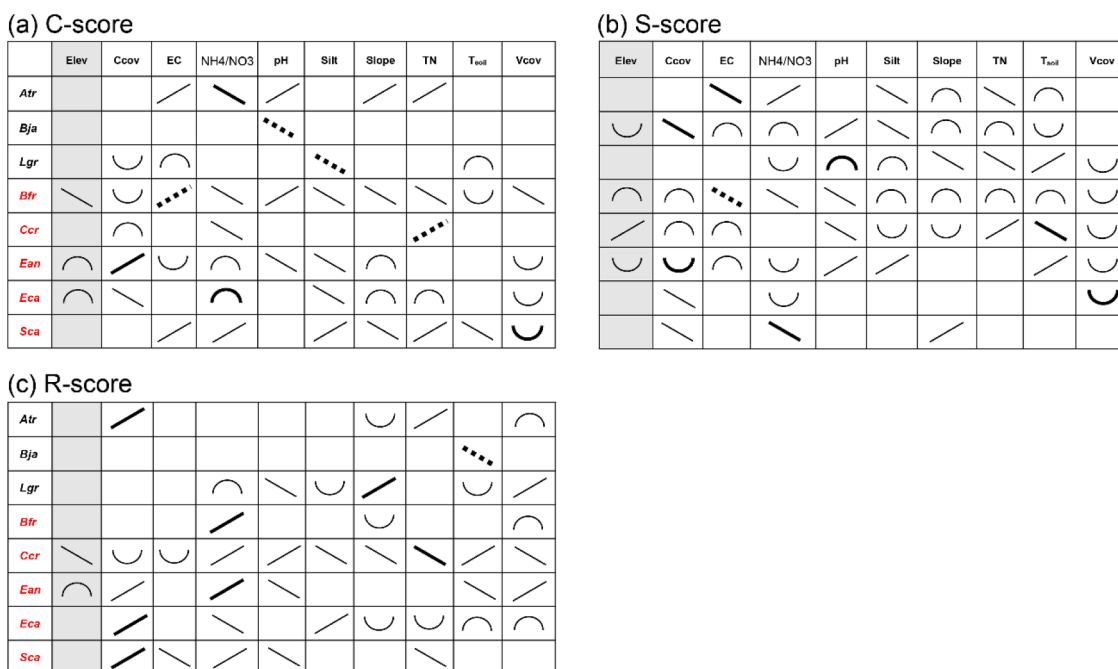 (a) C-score
Elev Ccov EC NH4/NO3 pH Silt Slope TN Tsoil Vcov
Atr
Bja
Lgr
Bfr
Ccr
Ean
Eca
Sca
(b) S-score
Elev Ccov EC NH4/NO3 pH Silt Slope TN Tsoil Vcov
(c) R-score
Atr
Bja
Lgr
Bfr
Ccr
Ean
Eca
Sca